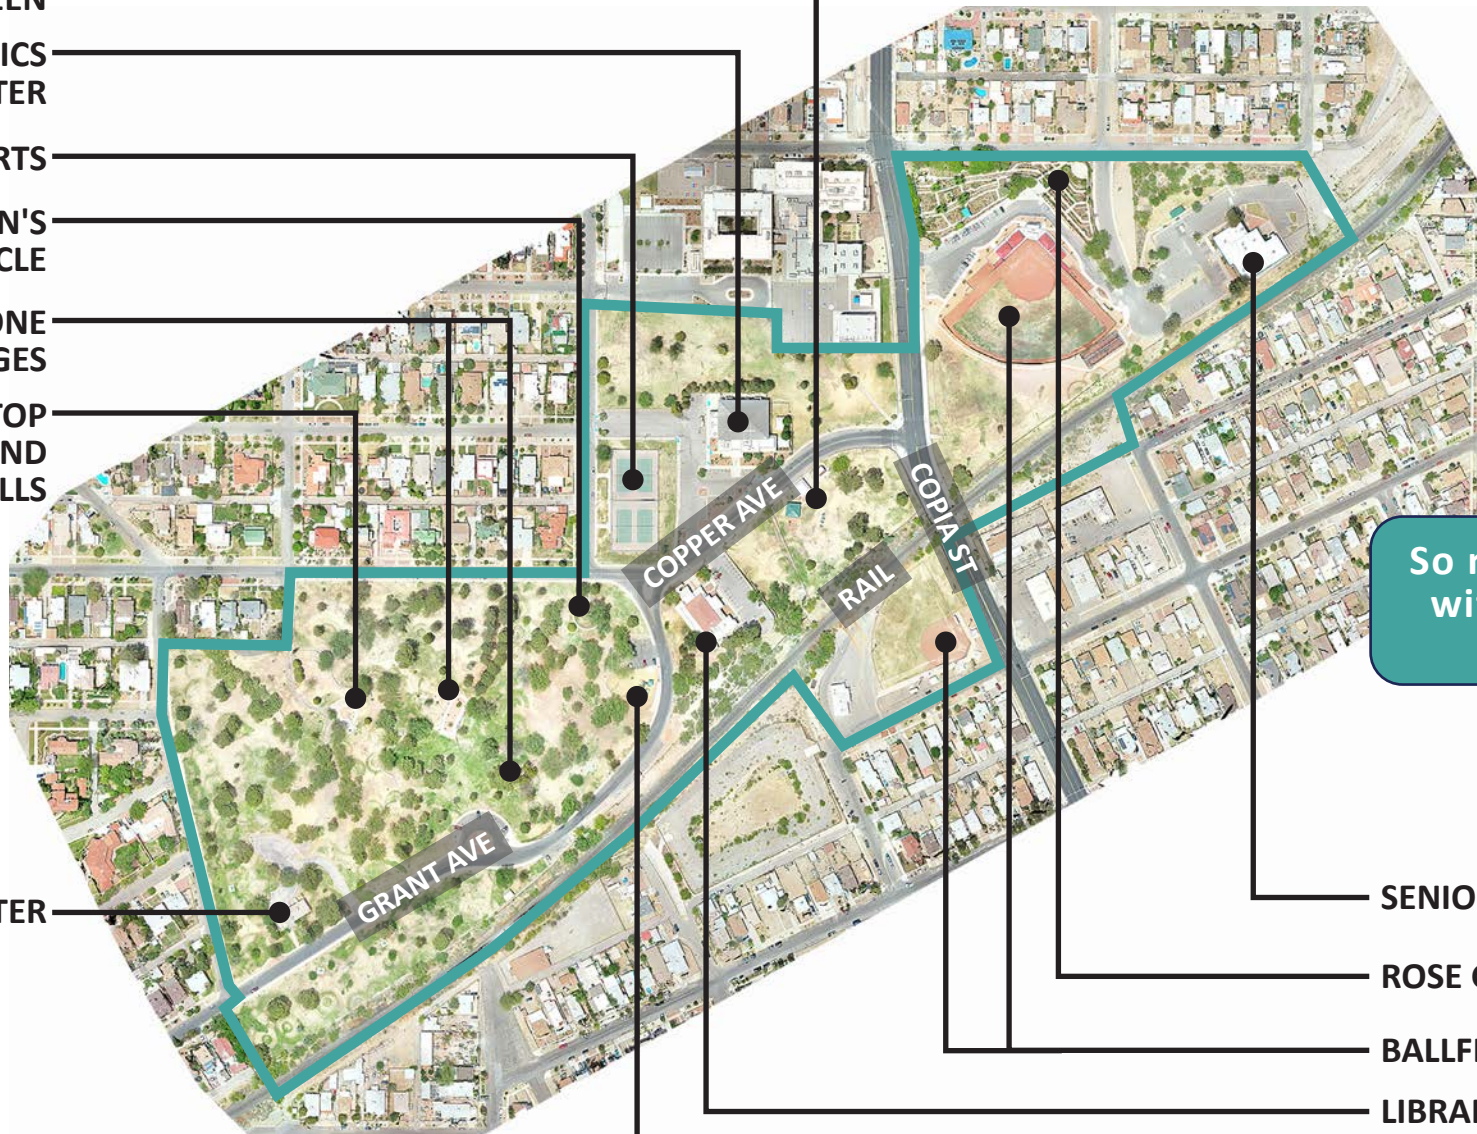 EEN
ICS
TER
RTS
N'S
CLE
ONE
GES
TOP
ND
LLS
TER
COPPER AVE
COPIA ST
RAIL
GRANT AVE
So
wi
SENIO
ROSE
BALLF
LIBRA